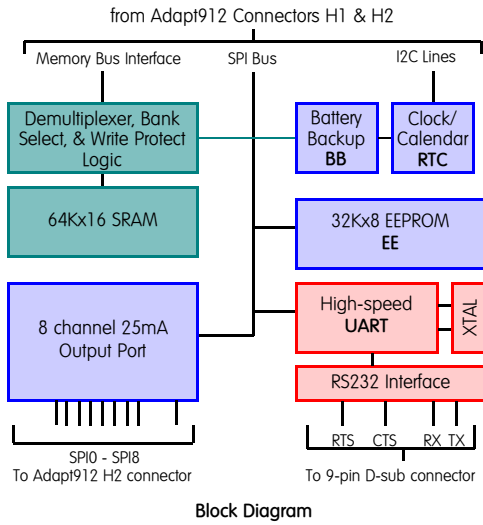 from Adapt912 Connectors H1 & H2
Memory Bus Interface
SPI Bus
I2C Lines
Demultiplexer, Bank
Select, & Write Protect
Logic
Battery
Backup
BB
Clock/
Calendar
RTC
64Kx16 SRAM
32Kx8 EEPROM
EE
8 channel 25mA
Output Port
High-speed
UART
XTAL
RS232 Interface
RTS
CTS
RX
TX
SPI0 - SPI8
To Adapt912 H2 connector
To 9-pin D-sub connector
Block Diagram